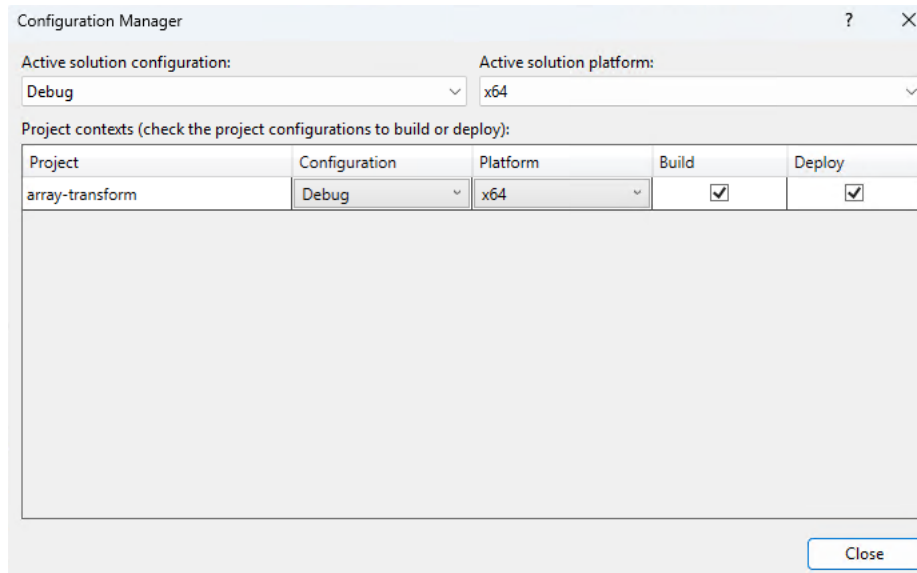 Configuration Manager ? X
Active solution configuration: Active solution platform:
Debug x64
Project contexts (check the project configurations to build or deploy):
Project Configuration Platform Build Deploy
array-transform Debug x64
Close